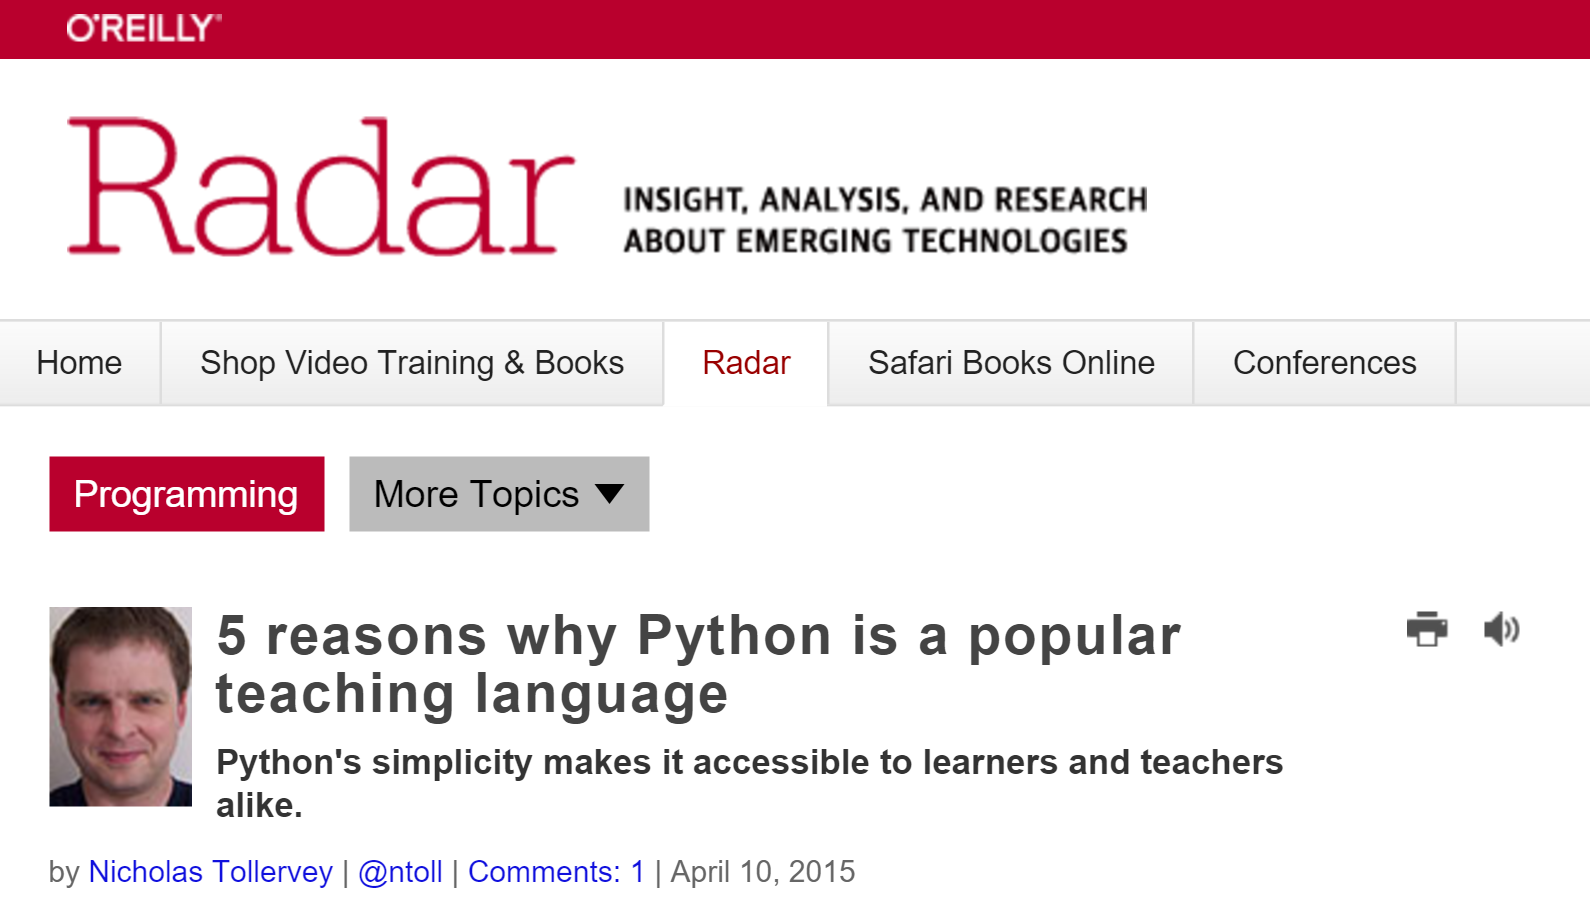 O'REILLY®
Radar
INSIGHT, ANALYSIS, AND RESEARCH
ABOUT EMERGING TECHNOLOGIES
Home Shop Video Training & Books Radar Safari Books Online Conferences
Programming More Topics
5 reasons why Python is a popular
teaching language
Python's simplicity makes it accessible to learners and teachers
alike.
by Nicholas Tollervey | @ntoll | Comments: 1 | April 10, 2015